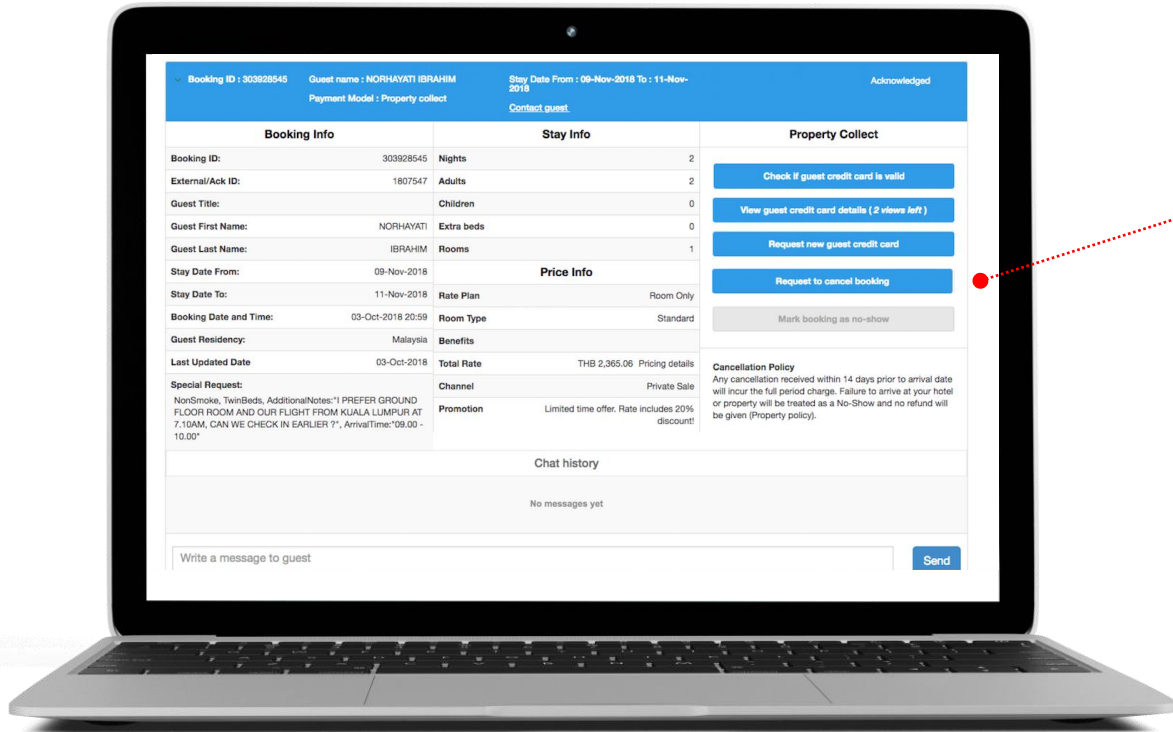 Booking ID : 303928545
Guest name : NORHAYATI IBRAHIM
Stay Date From : 09-Nov-2018 To : 11-Nov-
2018
Acknowledged
Payment Model : Property collect
Contact guest
Booking Info
Stay Info
Property Collect
Booking ID: 303928545
External/Ack ID: 1807547
Guest Title:
Guest First Name: NORHAYATI
Guest Last Name: IBRAHIM
Stay Date From: 09-Nov-2018
Stay Date To: 11-Nov-2018
Booking Date and Time: 03-Oct-2018 20:59
Guest Residency: Malaysia
Last Updated Date 03-Oct-2018
Special Request:
NonSmoke, TwinBeds, AdditionalNotes:"I PREFER GROUND
FLOOR ROOM AND OUR FLIGHT FROM KUALA LUMPUR AT
7.10AM, CAN WE CHECK IN EARLIER ?", ArrivalTime:"09.00 -
10.00"
Nights 2
Adults 2
Children 0
Extra beds 0
Rooms 1
Price Info
Rate Plan Room Only
Room Type Standard
Benefits
Total Rate THB 2,365.06 Pricing details
Channel Private Sale
Promotion Limited time offer. Rate includes 20%
discount!
Check if guest credit card is valid
View guest credit card details ( 2 views left )
Request new guest credit card
Request to cancel booking
Mark booking as no-show
Cancellation Policy
Any cancellation received within 14 days prior to arrival date
will incur the full period charge. Failure to arrive at your hotel
or property will be treated as a No-Show and no refund will
be given (Property policy).
Chat history
No messages yet
Write a message to guest
Send